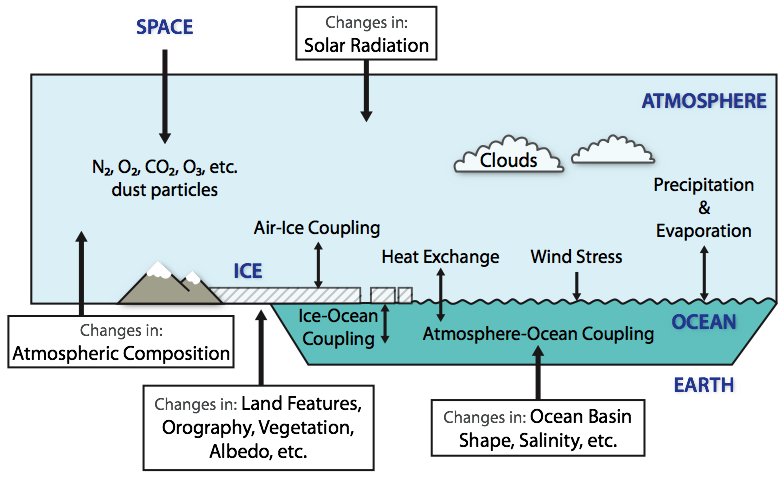 SPACE
Changes in:
Solar Radiation
ATMOSPHERE
N₂, O₂, CO₂, O₃, etc.
dust particles
Clouds
Precipitation
&
Evaporation
Air-Ice Coupling
Heat Exchange
Wind Stress
ICE
Changes in:
Atmospheric Composition
Ice-Ocean
Coupling
Atmosphere-Ocean Coupling
OCEAN
EARTH
Changes in: Land Features,
Orography, Vegetation,
Albedo, etc.
Changes in: Ocean Basin
Shape, Salinity, etc.